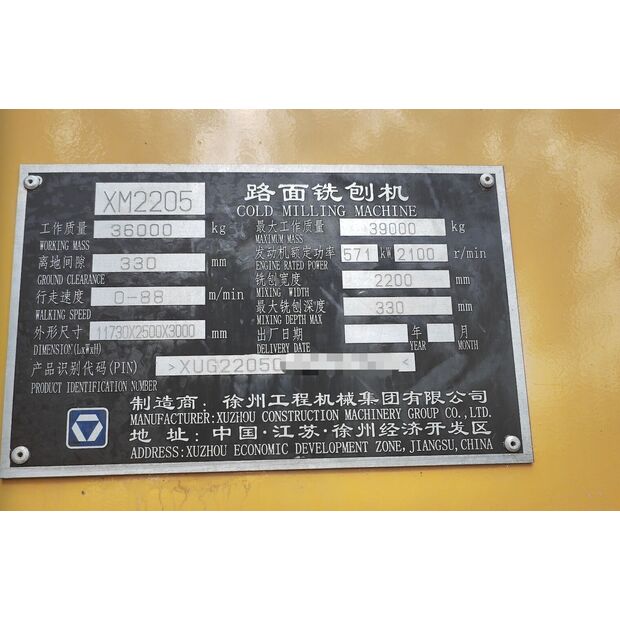 XM2205 路面铣刨机
COLD MILLING MACHINE
工作质量 36000 kg 最大工作质量 39000 kg
WORKING MASS MAXIMUM MASS
离地间隙 330 mm 发动机额定功率 571 kW 2100 r/min
GROUND CLEARANCE ENGINE RATED POWER
行走速度 0-88 m/min 铣刨宽度 2200 mm
WALKING SPEED MIXING WIDTH
外形尺寸 11730X2500X3000 mm 最大铣刨深度 330 mm
DIMENSION(LxWxH) MIXING DEPTH MAX
出厂日期 年 月
DELIVERY DATE YEAR MONTH
产品识别代码(PIN) >XUG22050 <
PRODUCT IDENTIFICATION NUMBER
制造商: 徐州工程机械集团有限公司
MANUFACTURER:XUZHOU CONSTRUCTION MACHINERY GROUP CO.,LTD.
地 址: 中国·江苏·徐州经济开发区
ADDRESS:XUZHOU ECONOMIC DEVELOPMENT ZONE, JIANGSU, CHINA